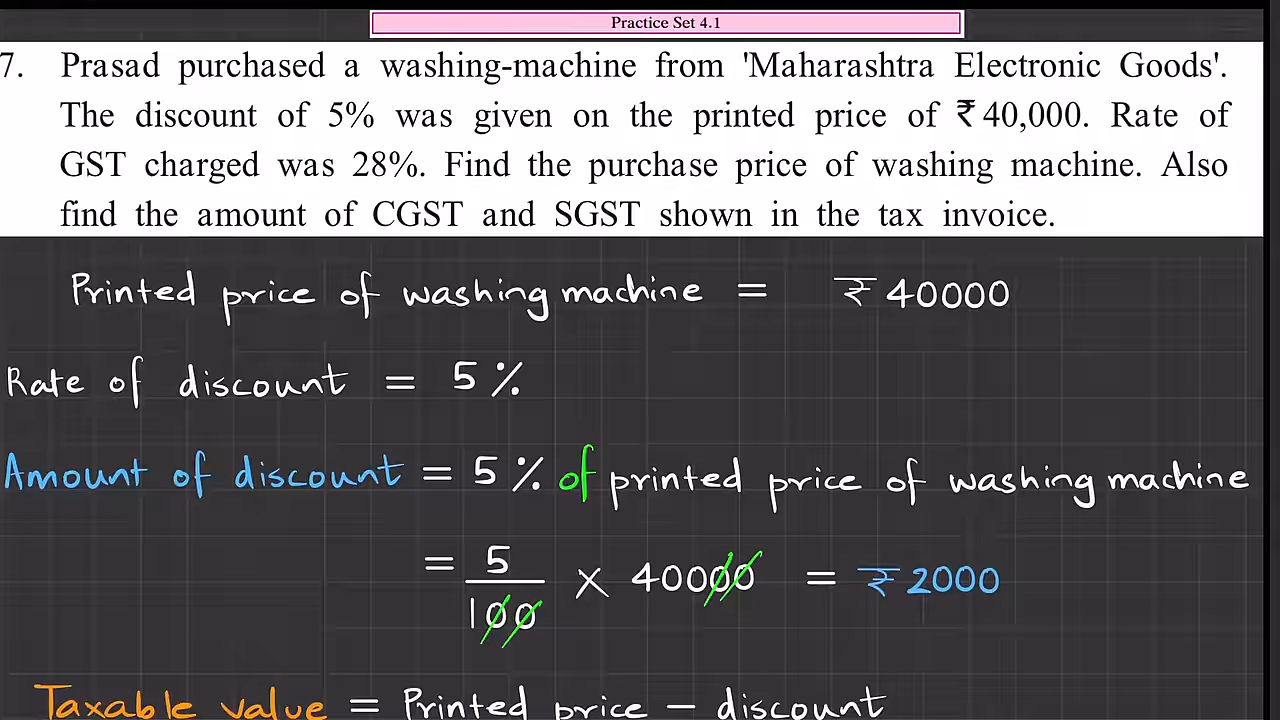 Practice Set 4.1
7. Prasad purchased a washing-machine from 'Maharashtra Electronic Goods'.
The discount of 5% was given on the printed price of ₹ 40,000. Rate of
GST charged was 28%. Find the purchase price of washing machine. Also
find the amount of CGST and SGST shown in the tax invoice.
Printed price of washing machine = ₹ 40000
Rate of discount = 5 %
Amount of discount = 5 % of printed price of washing machine
= 5/100 × 40000 = ₹ 2000
Taxable value = Printed price - discount